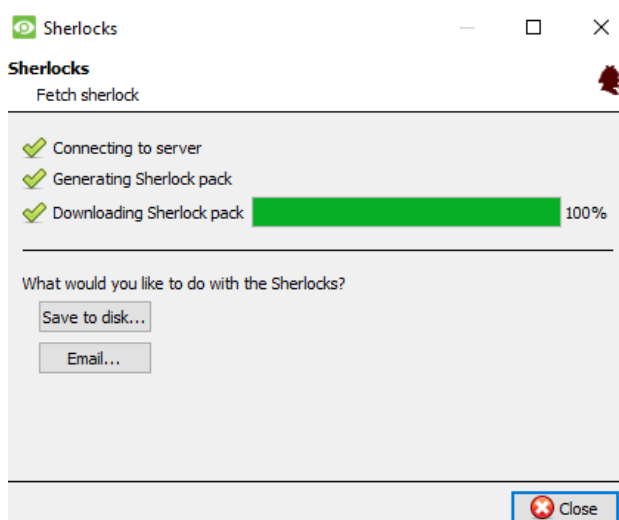 Sherlocks
Sherlocks
Fetch sherlock
Connecting to server
Generating Sherlock pack
Downloading Sherlock pack 100%
What would you like to do with the Sherlocks?
Save to disk...
Email...
Close